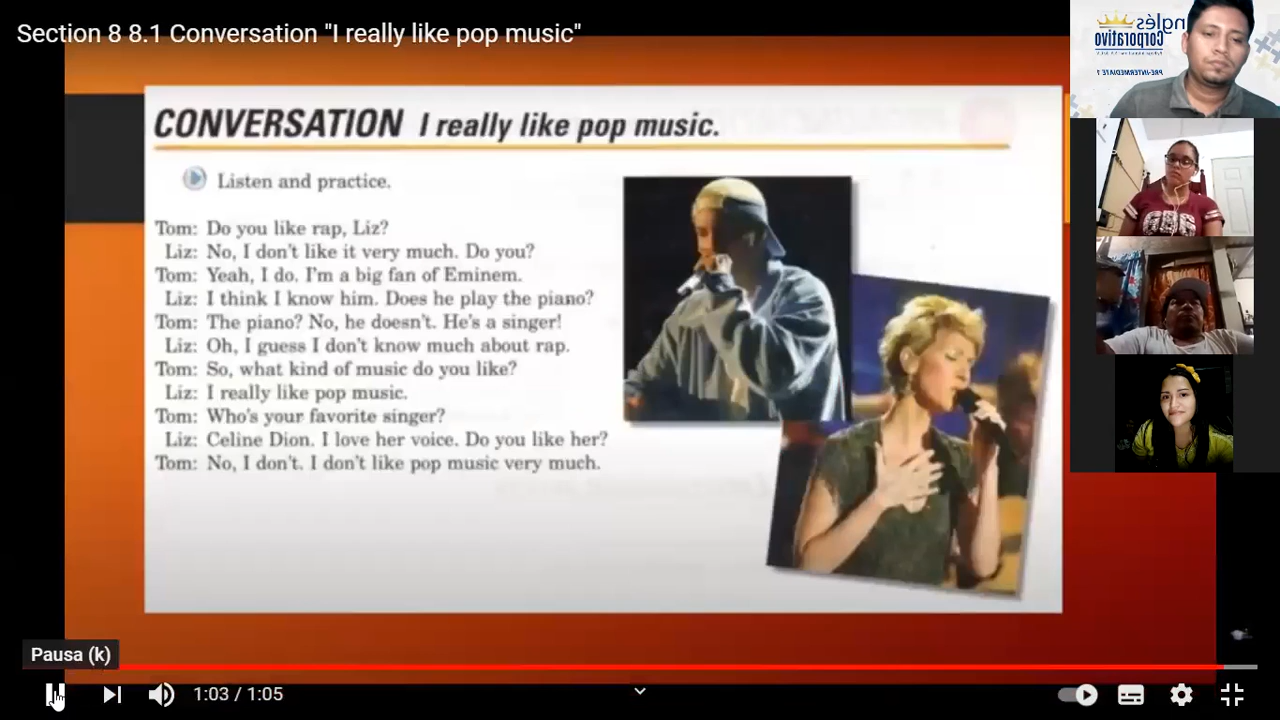 Section 8 8.1 Conversation "I really like pop music"
CONVERSATION I really like pop music.
Listen and practice.
Tom: Do you like rap, Liz?
Liz: No, I don't like it very much. Do you?
Tom: Yeah, I do. I'm a big fan of Eminem.
Liz: I think I know him. Does he play the piano?
Tom: The piano? No, he doesn't. He's a singer!
Liz: Oh, I guess I don't know much about rap.
Tom: So, what kind of music do you like?
Liz: I really like pop music.
Tom: Who's your favorite singer?
Liz: Celine Dion. I love her voice. Do you like her?
Tom: No, I don't. I don't like pop music very much.
Pausa (k)
1:03 / 1:05
Inglés
Corporativo
PRE-INTERMEDIATE 1